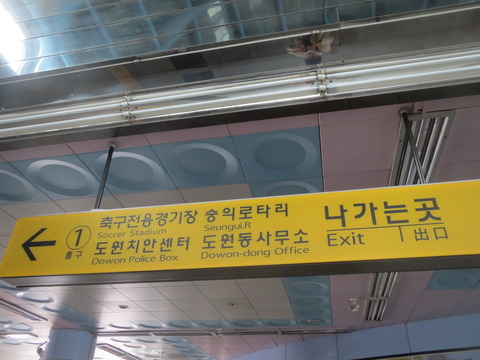 ① 출구
축구전용경기장 숭의로타리
Soccer Stadium Seungui.R
도원치안센터 도원동사무소
Dowon Police Box Dowon-dong Office
나가는곳
Exit 出口